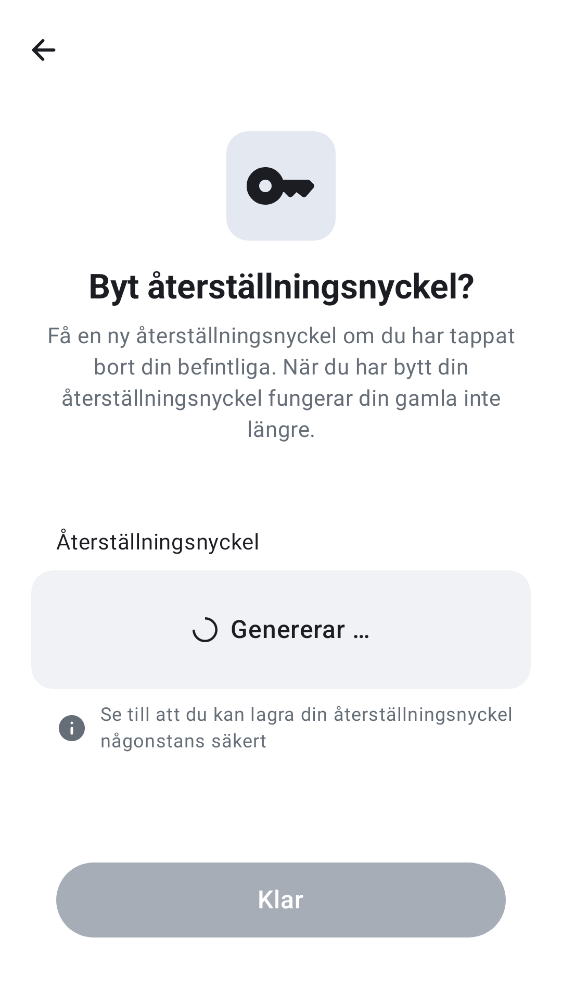 Byt återställningsnyckel?
Få en ny återställningsnyckel om du har tappat
bort din befintliga. När du har bytt din
återställningsnyckel fungerar din gamla inte
längre.
Återställningsnyckel
Genererar …
Se till att du kan lagra din återställningsnyckel
någonstans säkert
Klar